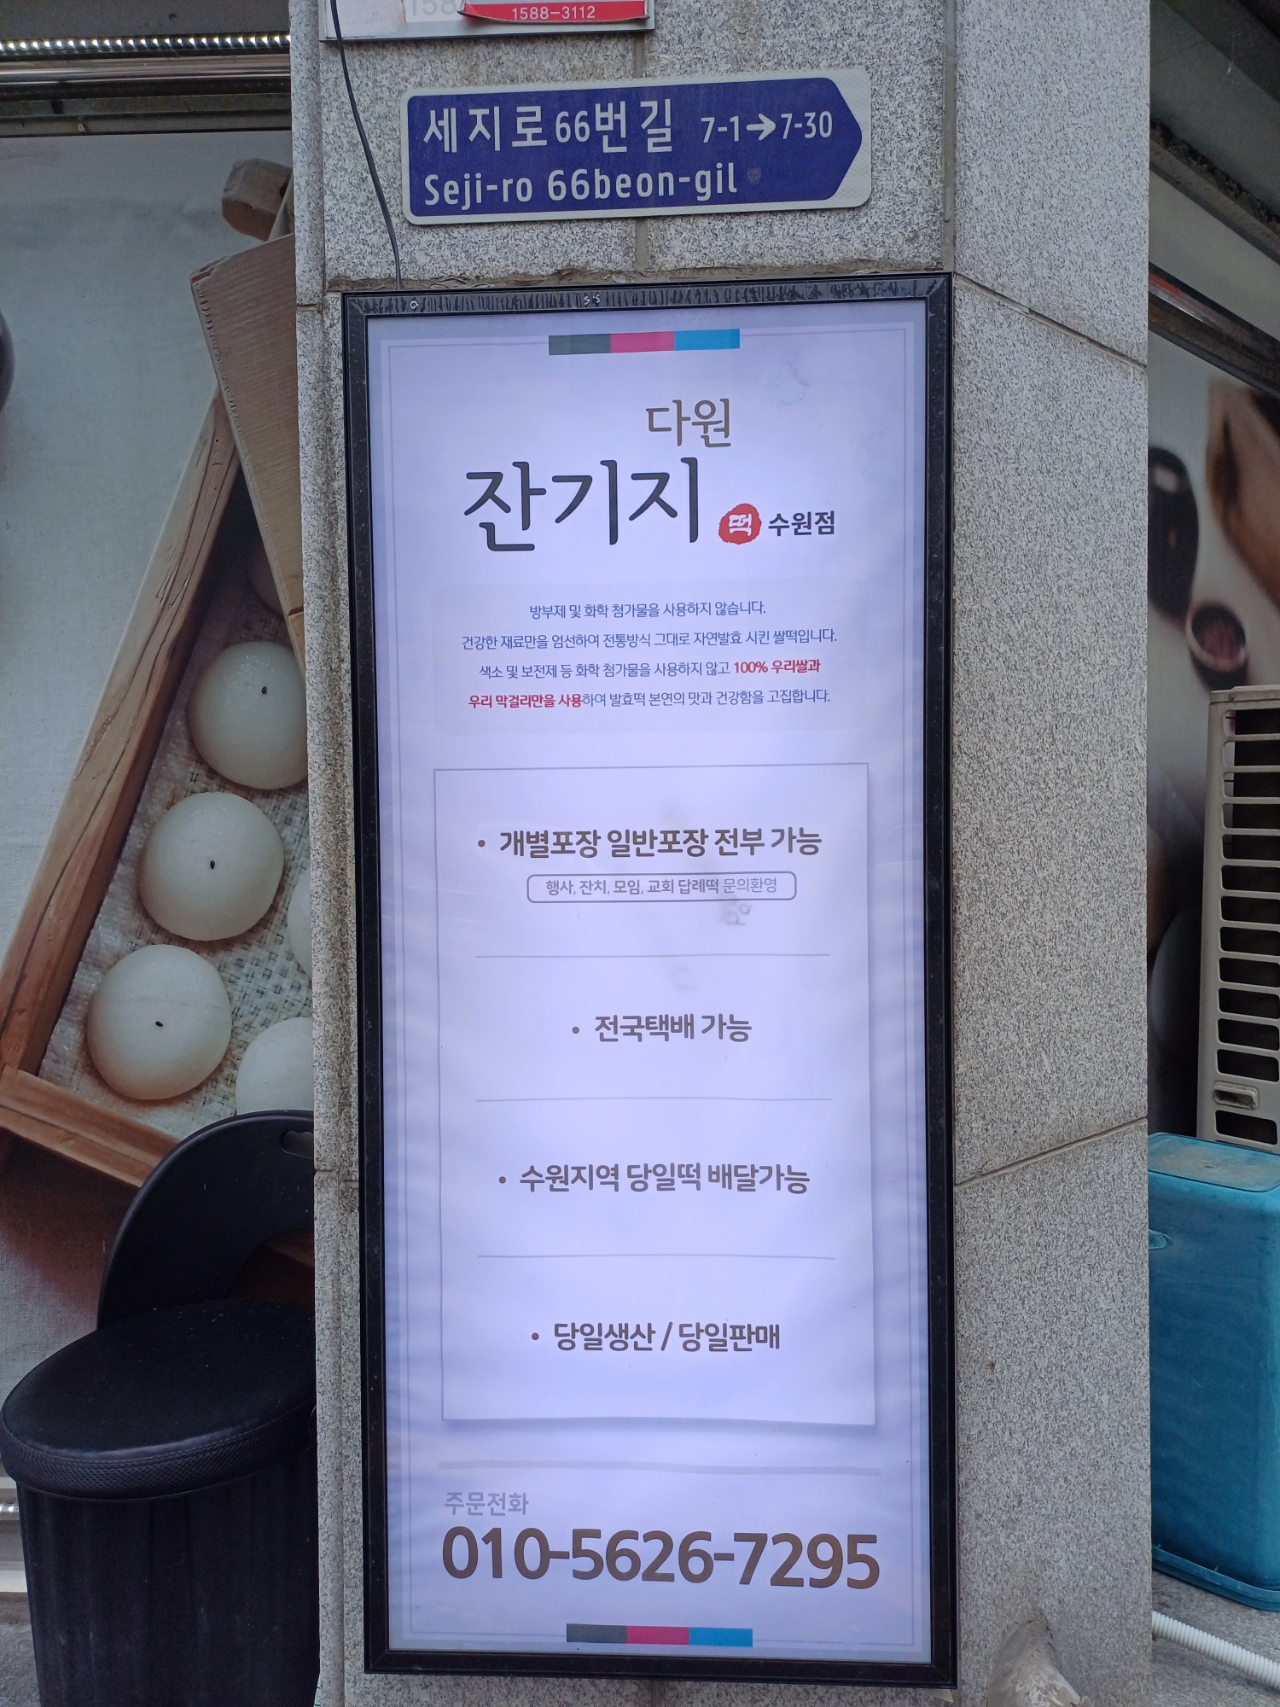 1588-3112
세지로66번길 7-1→7-30
Seji-ro 66beon-gil
다원
잔기지 떡 수원점
방부제 및 화학 첨가물을 사용하지 않습니다.
건강한 재료만을 엄선하여 전통방식 그대로 자연발효 시킨 쌀떡입니다.
색소 및 보전제 등 화학 첨가물을 사용하지 않고 100% 우리쌀과
우리 막걸리만을 사용하여 발효떡 본연의 맛과 건강함을 고집합니다.
• 개별포장 일반포장 전부 가능
행사, 잔치, 모임, 교회 답례떡 문의환영
• 전국택배 가능
• 수원지역 당일떡 배달가능
• 당일생산 / 당일판매
주문전화
010-5626-7295